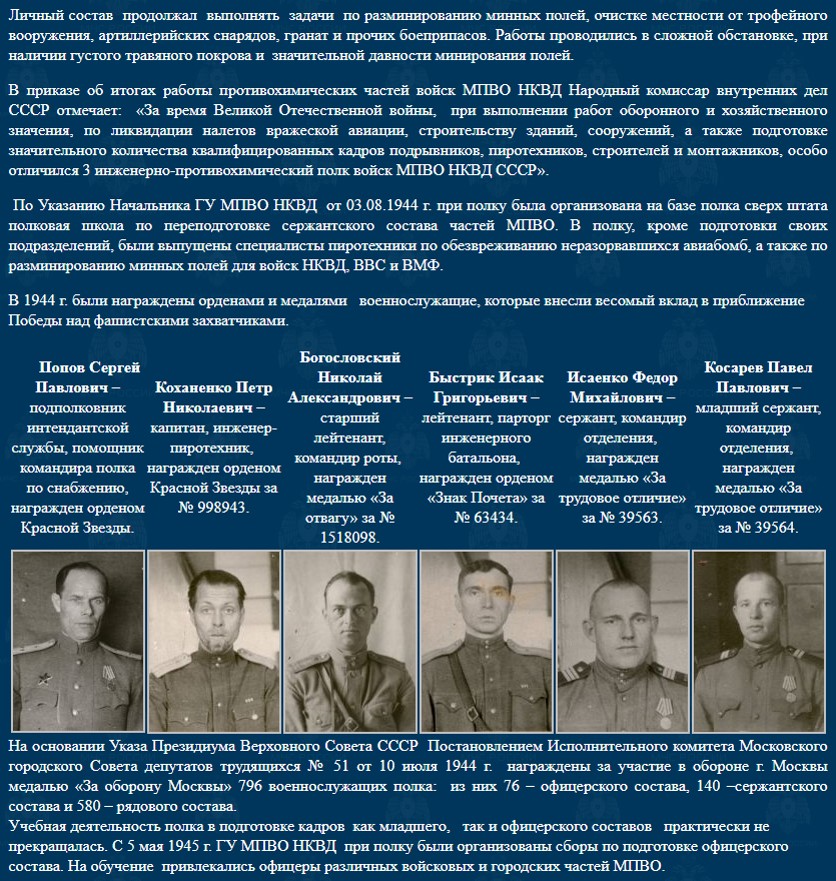 Личный состав продолжал выполнять задачи по разминированию минных полей, очистке местности от трофейного
вооружения, артиллерийских снарядов, гранат и прочих боеприпасов. Работы проводились в сложной обстановке, при
наличии густого травяного покрова и значительной давности минирования полей.
В приказе об итогах работы противохимических частей войск МПВО НКВД Народный комиссар внутренних дел
СССР отмечает: «За время Великой Отечественной войны, при выполнении работ оборонного и хозяйственного
значения, по ликвидации налетов вражеской авиации, строительству зданий, сооружений, а также подготовке
значительного количества квалифицированных кадров подрывников, пиротехников, строителей и монтажников, особо
отличился 3 инженерно-противохимический полк войск МПВО НКВД СССР».
По Указанию Начальника ГУ МПВО НКВД от 03.08.1944 г. при полку была организована на базе полка сверх штата
полковая школа по переподготовке сержантского состава частей МПВО. В полку, кроме подготовки своих
подразделений, были выпущены специалисты пиротехники по обезвреживанию неразорвавшихся авиабомб, а также по
разминированию минных полей для войск НКВД, ВВС и ВМФ.
В 1944 г. были награждены орденами и медалями военнослужащие, которые внесли весомый вклад в приближение
Победы над фашистскими захватчиками.
Попов Сергей
Павлович –
подполковник
интендантской
службы, помощник
командира полка
по снабжению,
награжден орденом
Красной Звезды.
Коханенко Петр
Николаевич –
капитан, инженер-
пиротехник,
награжден орденом
Красной Звезды за
№ 998943.
Богословский
Николай
Александрович –
старший
лейтенант,
командир роты,
награжден
медалью «За
отвагу» за №
1518098.
Быстрик Исаак
Григорьевич –
лейтенант, парторг
инженерного
батальона,
награжден орденом
«Знак Почета» за
№ 63434.
Исаенко Федор
Михайлович –
сержант, командир
отделения,
награжден
медалью «За
трудовое отличие»
за № 39563.
Косарев Павел
Павлович –
младший сержант,
командир
отделения,
награжден
медалью «За
трудовое отличие»
за № 39564.
На основании Указа Президиума Верховного Совета СССР Постановлением Исполнительного комитета Московского
городского Совета депутатов трудящихся № 51 от 10 июля 1944 г. награждены за участие в обороне г. Москвы
медалью «За оборону Москвы» 796 военнослужащих полка: из них 76 – офицерского состава, 140 –сержантского
состава и 580 – рядового состава.
Учебная деятельность полка в подготовке кадров как младшего, так и офицерского составов практически не
прекращалась. С 5 мая 1945 г. ГУ МПВО НКВД при полку были организованы сборы по подготовке офицерского
состава. На обучение привлекались офицеры различных войсковых и городских частей МПВО.